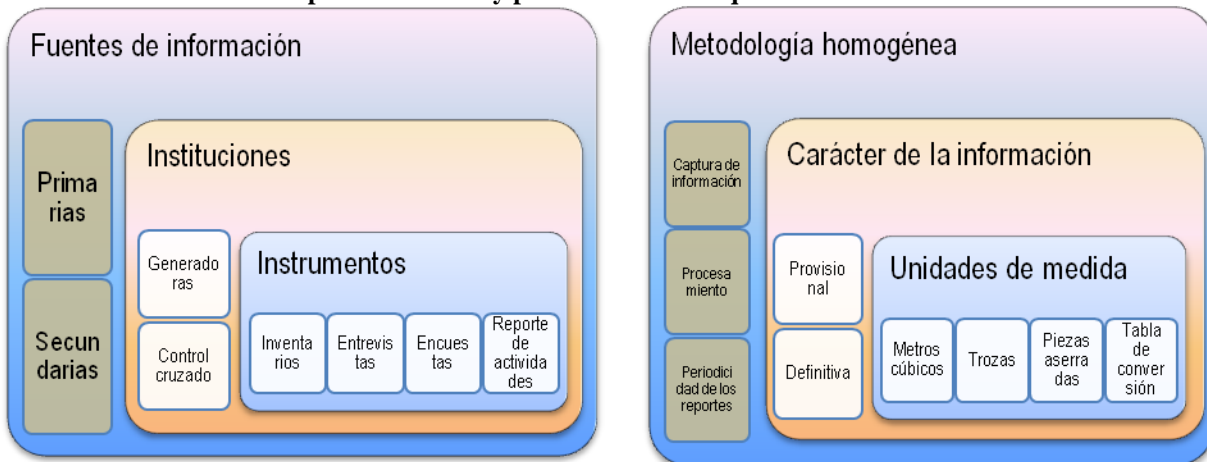 Fuentes de información
Prima
rias
Secun
darias
Instituciones
Generado
ras
Control
cruzado
Instrumentos
Inventa
rios
Entrevis
tas
Encues
tas
Reporte
de
activida
des
Metodología homogénea
Captura de
información
Procesa
miento
Periodici
dad de los
reportes
Carácter de la información
Provisio
nal
Definitiva
Unidades de medida
Metros
cúbicos
Trozas
Piezas
aserra
das
Tabla
de
conver
sión